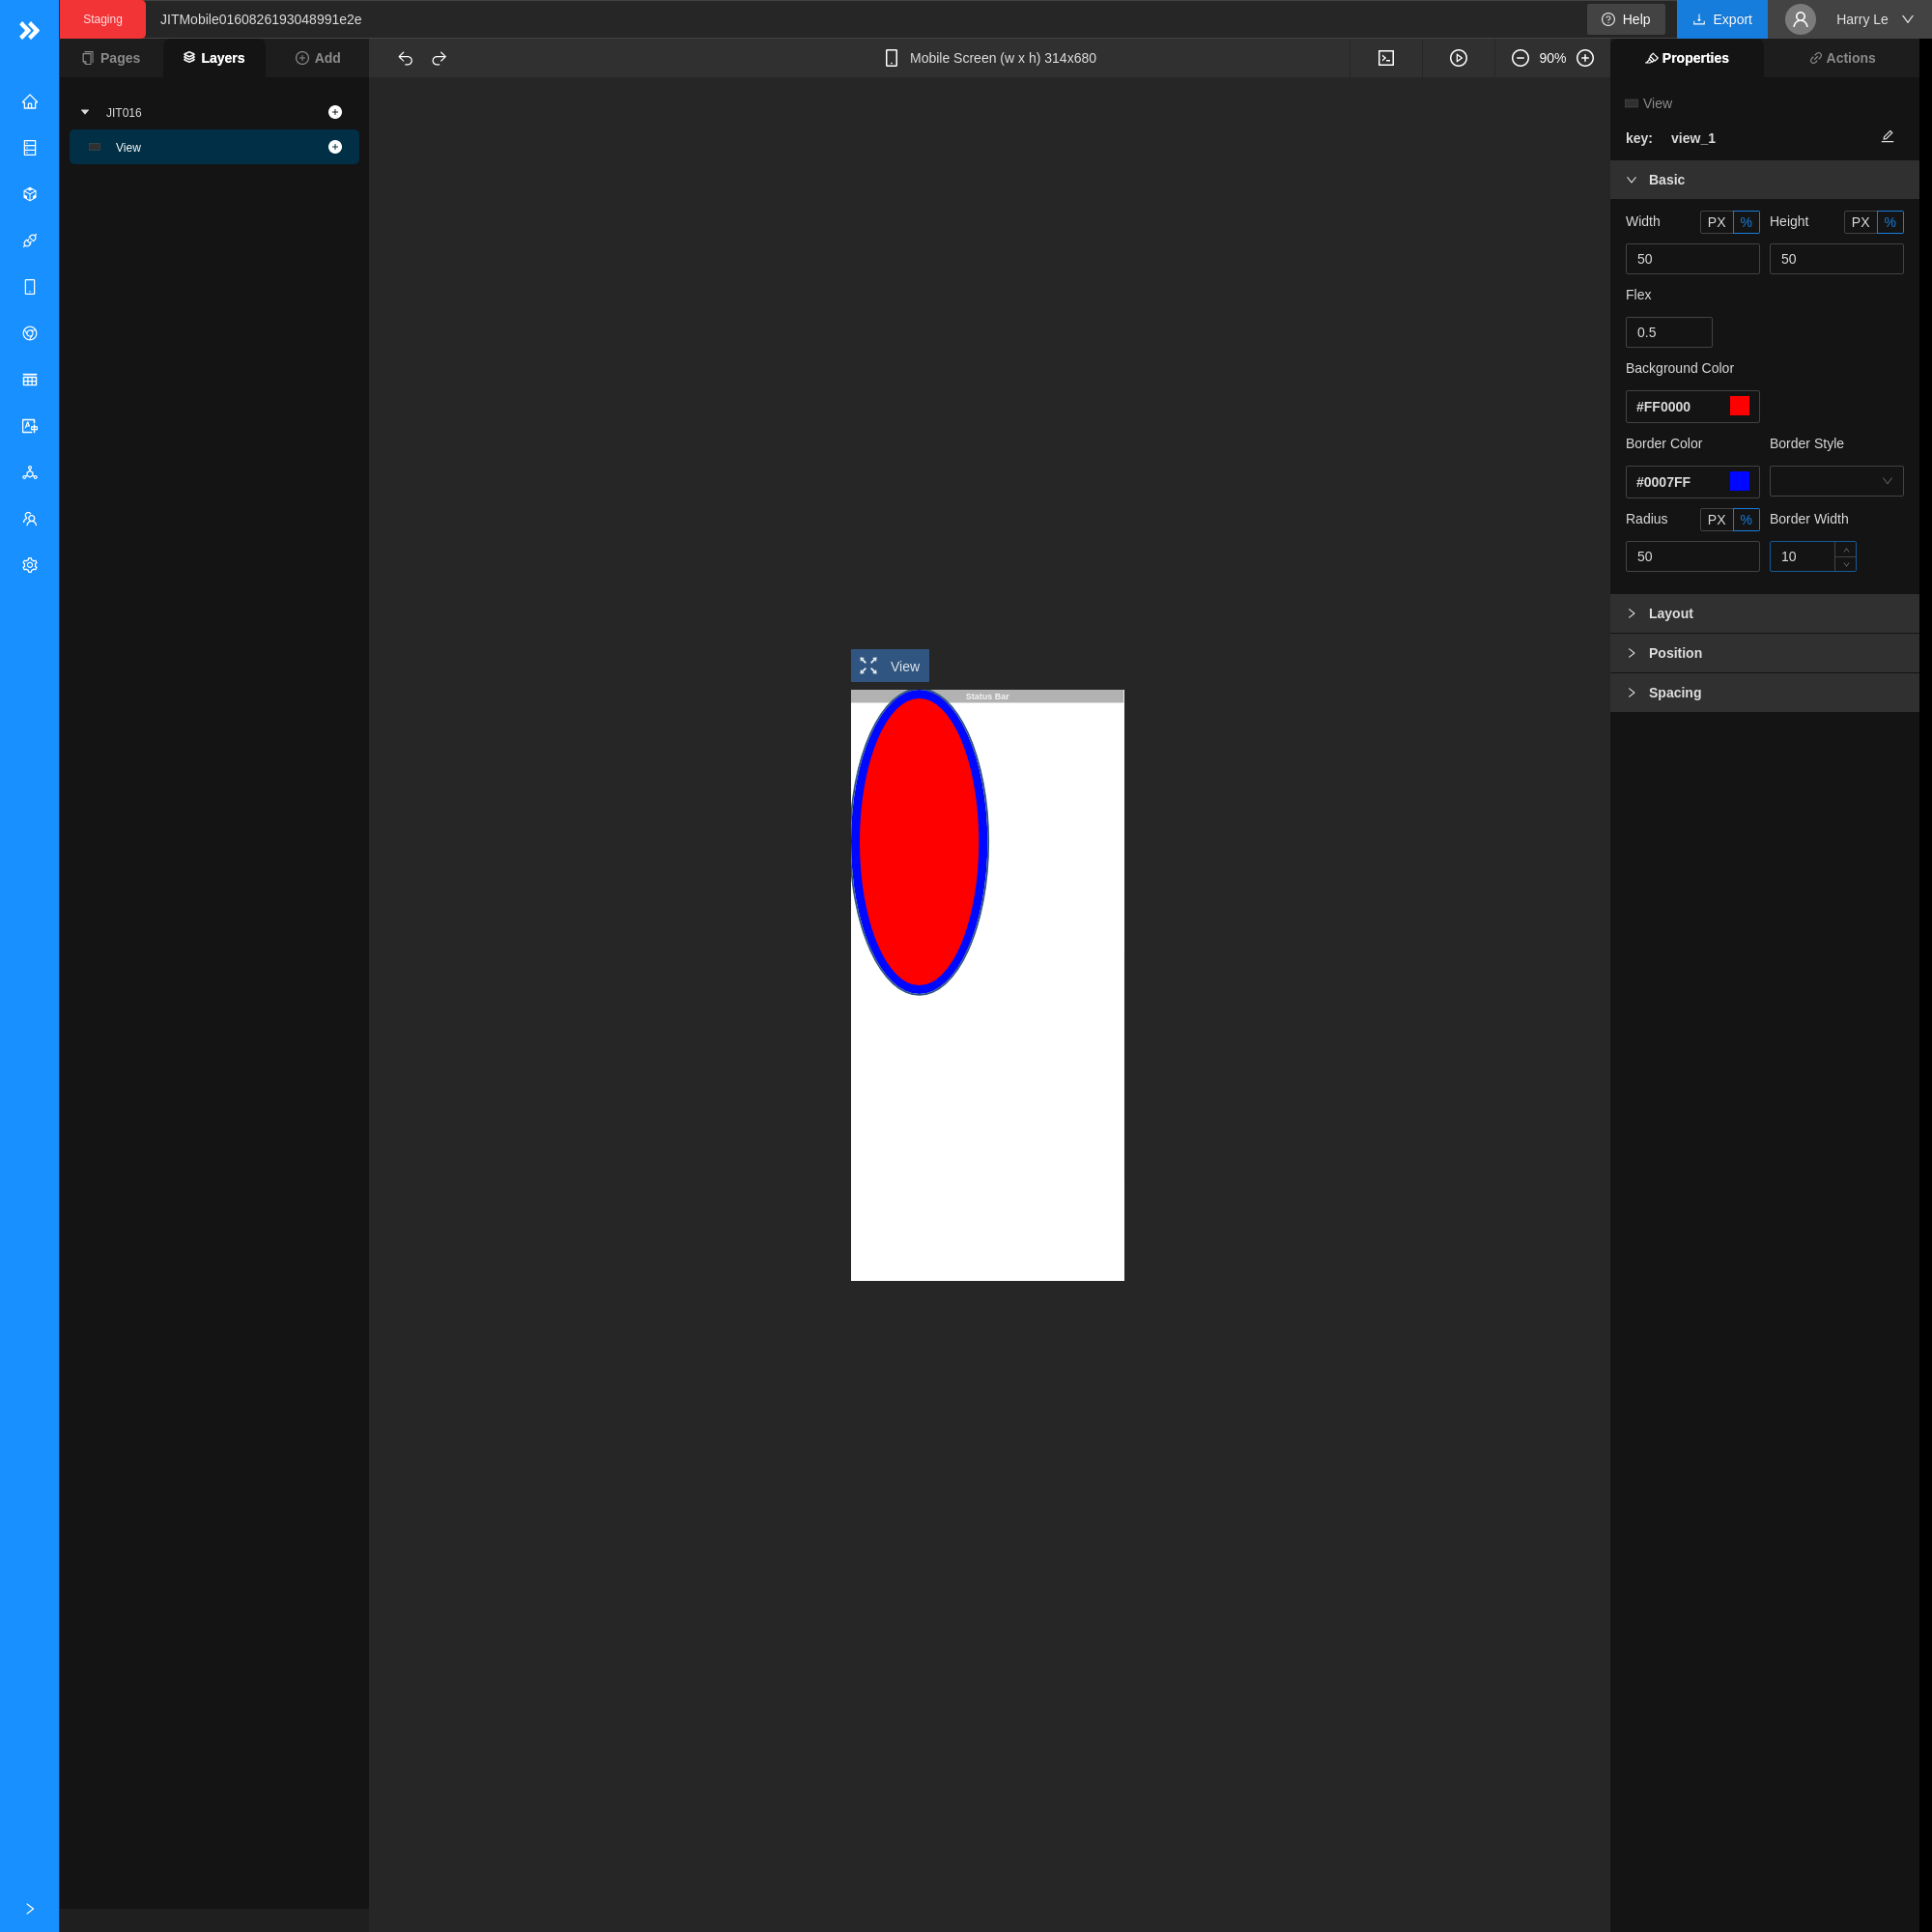 Staging
JITMobile0160826193048991e2e
Help
Export
Harry Le
Pages
Layers
Add
Mobile Screen (w x h) 314x680
90%
Properties
Actions
JIT016
View
View
key: view_1
Basic
Width PX % Height PX %
50 50
Flex
0.5
Background Color
#FF0000
Border Color Border Style
#0007FF
Radius PX % Border Width
50 10
Layout
Position
Spacing
View
Status Bar